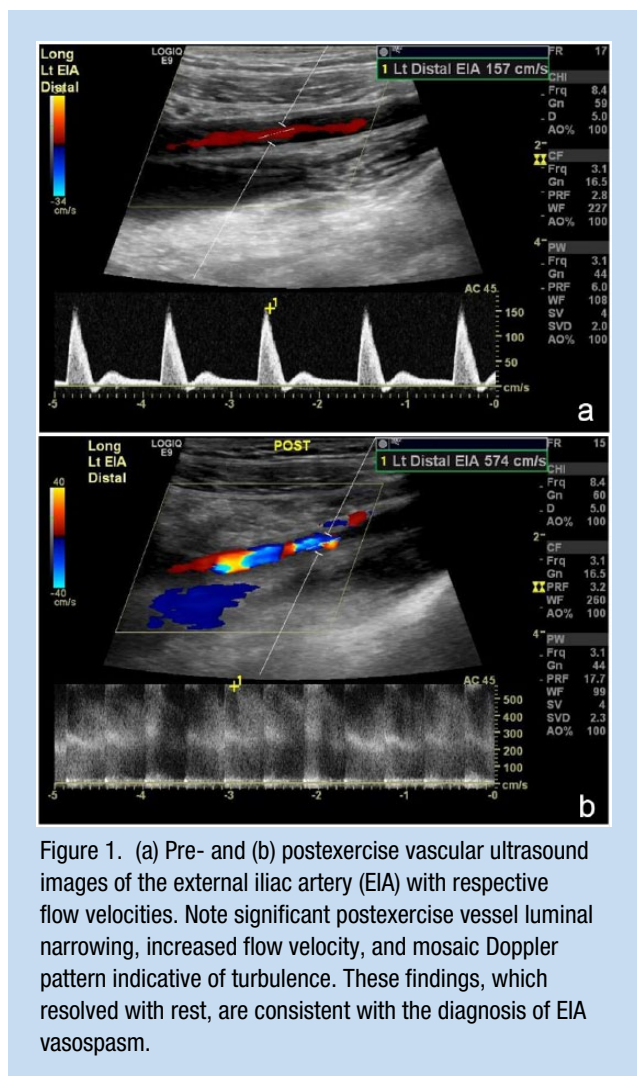 Long
Lt EIA
Distal
LOGIQ
E9
1 Lt Distal EIA 157 cm/s
FR 17
CHI
Frq 8.4
Gn 59
D 5.0
AO% 100
CF
Frq 3.1
Gn 16.5
PRF 2.8
WF 227
AO% 100
PW
Frq 3.1
Gn 44
PRF 6.0
WF 108
SV 4
SVD 2.0
AO% 100
-34
cm/s
2
4
AC 45
1
150
100
50
cm/s
-5 -4 -3 -2 -1 -0
a
Long
Lt EIA
Distal
LOGIQ
E9
POST
1 Lt Distal EIA 574 cm/s
FR 15
CHI
Frq 8.4
Gn 60
D 5.0
AO% 100
CF
Frq 3.1
Gn 16.5
PRF 3.2
WF 260
AO% 100
PW
Frq 3.1
Gn 44
PRF 17.7
WF 99
SV 4
SVD 2.3
AO% 100
40
-40
cm/s
2
4
AC 45
1
500
400
300
200
100
cm/s
-5 -4 -3 -2 -1 -0
b
Figure 1. (a) Pre- and (b) postexercise vascular ultrasound
images of the external iliac artery (EIA) with respective
flow velocities. Note significant postexercise vessel luminal
narrowing, increased flow velocity, and mosaic Doppler
pattern indicative of turbulence. These findings, which
resolved with rest, are consistent with the diagnosis of EIA
vasospasm.